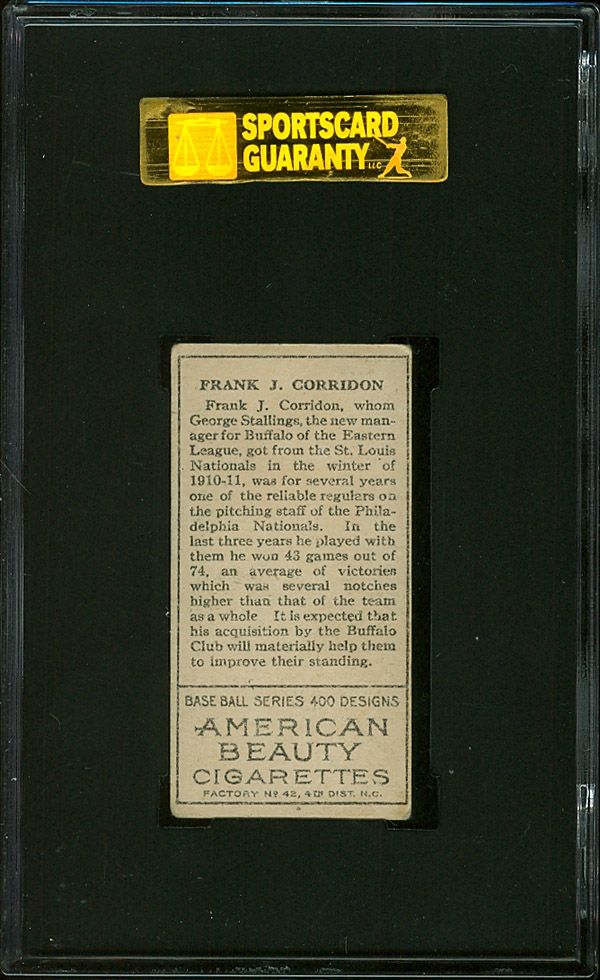 SPORTSCARD
GUARANTY LLC
FRANK J. CORRIDON
Frank J. Corridon, whom
George Stallings, the new man-
ager for Buffalo of the Eastern
League, got from the St. Louis
Nationals in the winter of
1910-11, was for several years
one of the reliable regulars on
the pitching staff of the Phila-
delphia Nationals. In the
last three years he played with
them he won 43 games out of
74, an average of victories
which was several notches
higher than that of the team
as a whole It is expected that
his acquisition by the Buffalo
Club will materially help them
to improve their standing.
BASE BALL SERIES 400 DESIGNS
AMERICAN
BEAUTY
CIGARETTES
FACTORY Nº 42, 4TH DIST. N.C.